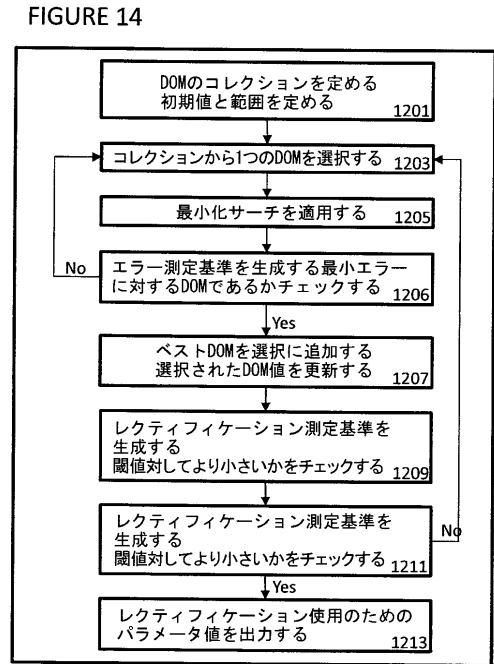 FIGURE 14
DOMのコレクションを定める
初期値と範囲を定める
1201
コレクションから1つのDOMを選択する
1203
最小化サーチを適用する
1205
エラー測定基準を生成する最小エラー
に対するDOMであるかチェックする
1206
No
Yes
ベストDOMを選択に追加する
選択されたDOM値を更新する
1207
レクティフィケーション測定基準を
生成する
閾値対してより小さいかをチェックする
1209
レクティフィケーション測定基準を
生成する
閾値対してより小さいかをチェックする
1211
No
Yes
レクティフィケーション使用のための
パラメータ値を出力する
1213